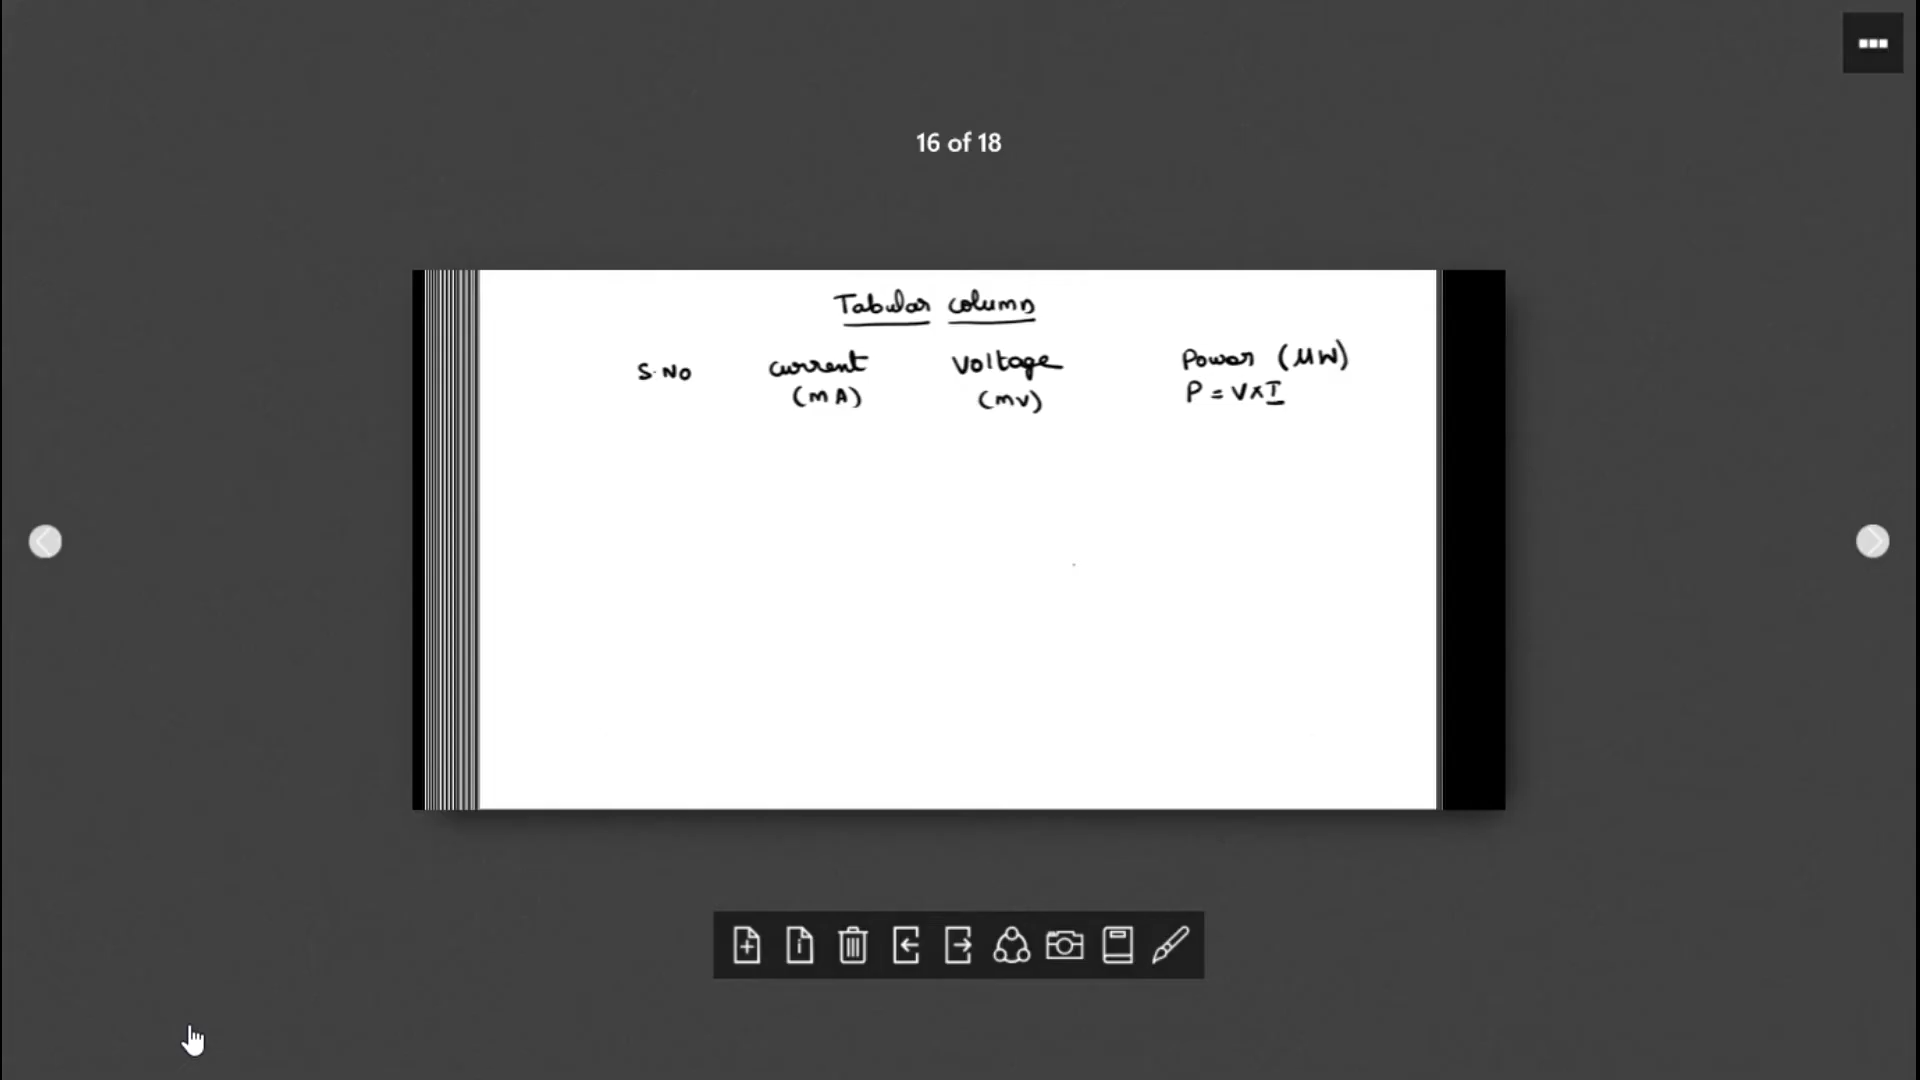 16 of 18
Tabular column
S.No Current Voltage Power (μW)
(mA) (mv) P = V×I